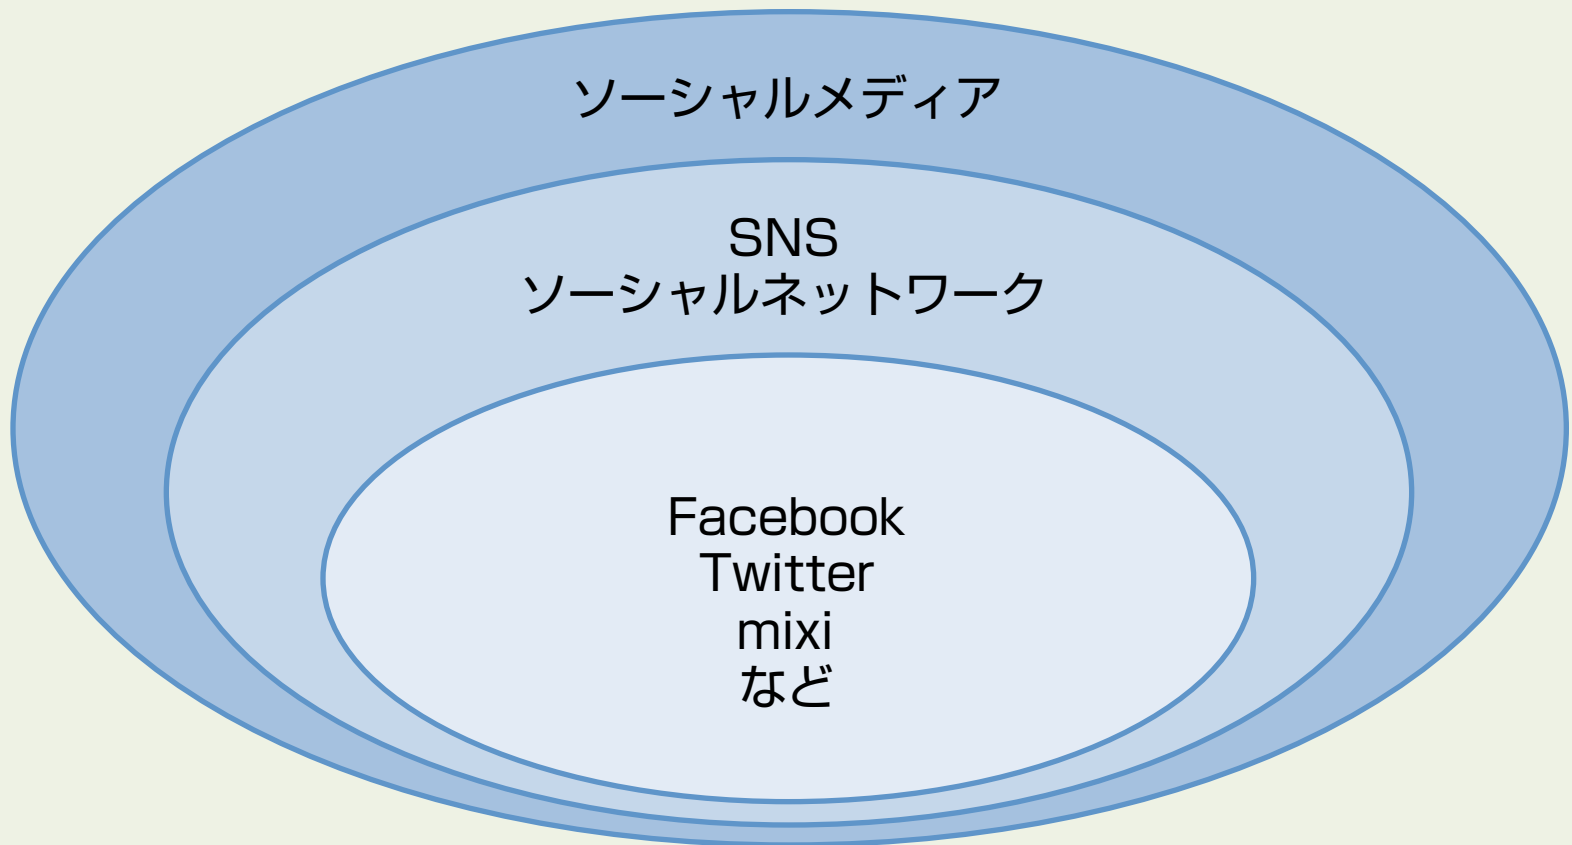 ソーシャルメディア
SNS
ソーシャルネットワーク
Facebook
Twitter
mixi
など